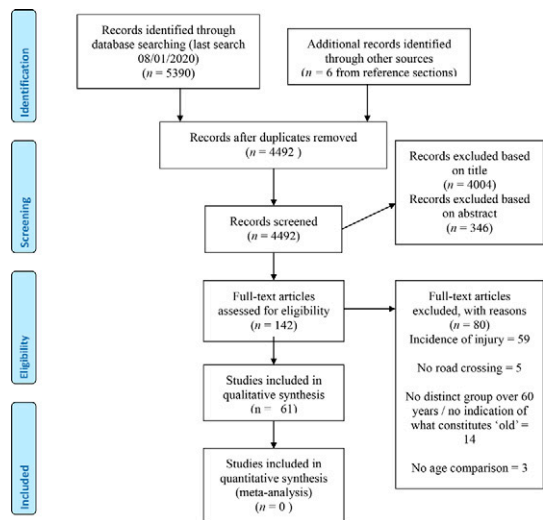 Identification
Records identified through
database searching (last search
08/01/2020)
(n = 5390)
Additional records identified
through other sources
(n = 6 from reference sections)
Records after duplicates removed
(n = 4492 )
Screening
Records screened
(n = 4492)
Records excluded based
on title
(n = 4004)
Records excluded based
on abstract
(n = 346)
Eligibility
Full-text articles
assessed for eligibility
(n = 142)
Full-text articles
excluded, with reasons
(n = 80)
Incidence of injury = 59
No road crossing = 5
No distinct group over 60
years / no indication of
what constitutes ‘old’ =
14
No age comparison = 3
Included
Studies included in
qualitative synthesis
(n = 61)
Studies included in
quantitative synthesis
(meta-analysis)
(n = 0 )